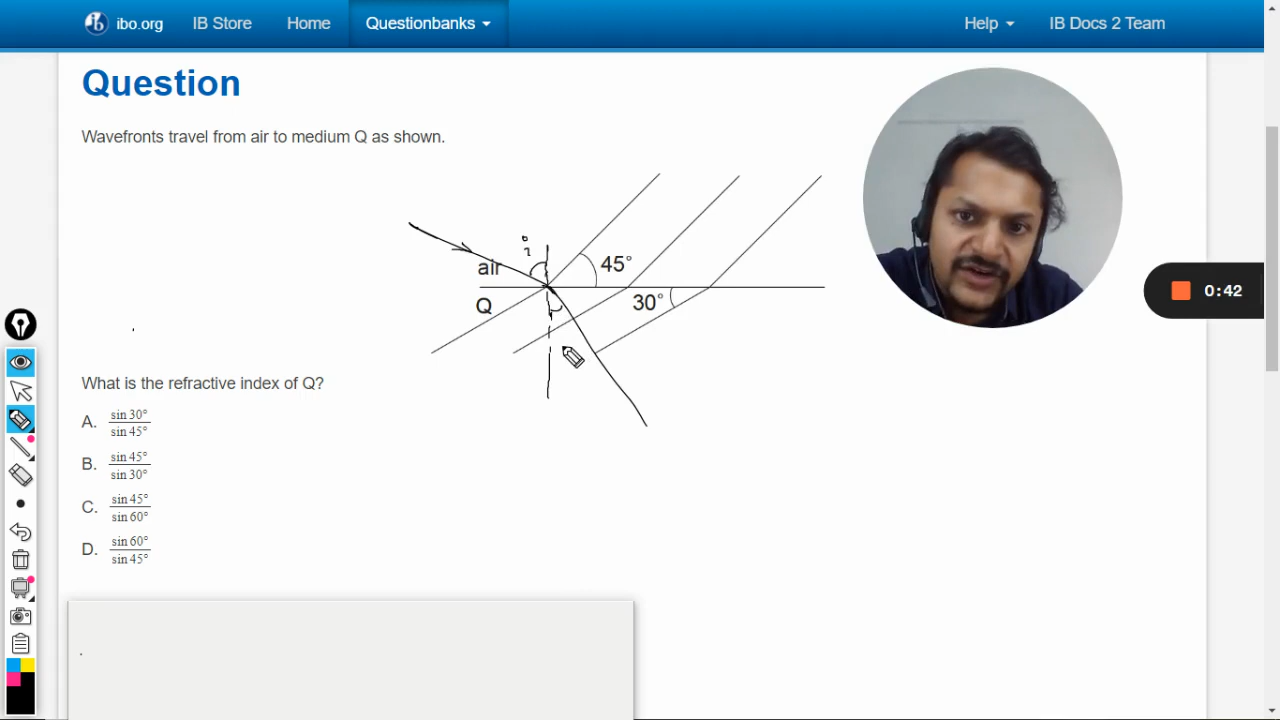 ibo.org IB Store Home Questionbanks Help IB Docs 2 Team
Question
Wavefronts travel from air to medium Q as shown.
i
air 45°
Q 30°
0:42
What is the refractive index of Q?
A. sin 30° / sin 45°
B. sin 45° / sin 30°
C. sin 45° / sin 60°
D. sin 60° / sin 45°